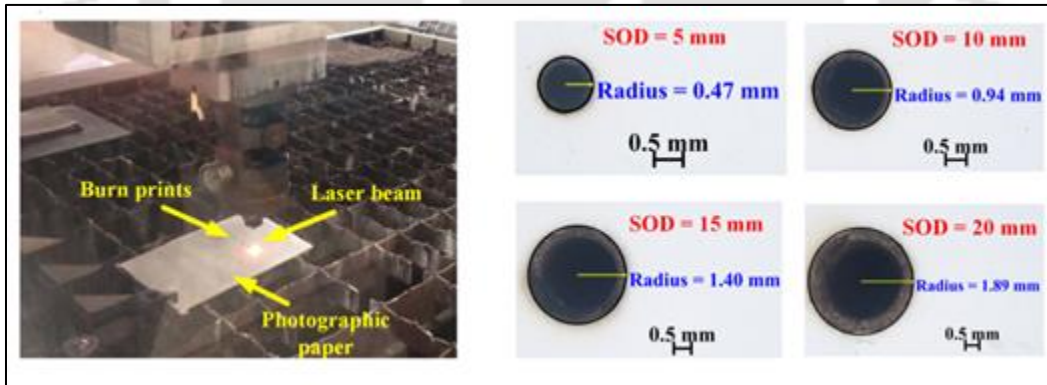 Burn prints
Laser beam
Photographic
paper
SOD = 5 mm
Radius = 0.47 mm
0.5 mm
SOD = 10 mm
Radius = 0.94 mm
0.5 mm
SOD = 15 mm
Radius = 1.40 mm
0.5 mm
SOD = 20 mm
Radius = 1.89 mm
0.5 mm